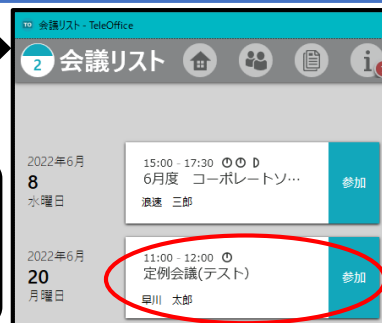 TO 会議リスト - TeleOffice
2 会議リスト
i
2022年6月
8
水曜日
15:00 - 17:30
6月度 コーポレートソ…
浪速 三郎
参加
2022年6月
20
月曜日
11:00 - 12:00
定例会議(テスト)
早川 太郎
参加